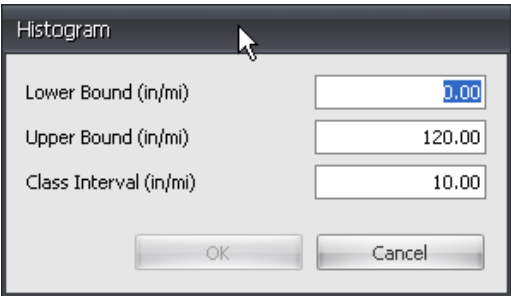 Histogram
Lower Bound (in/mi) 0.00
Upper Bound (in/mi) 120.00
Class Interval (in/mi) 10.00
OK Cancel